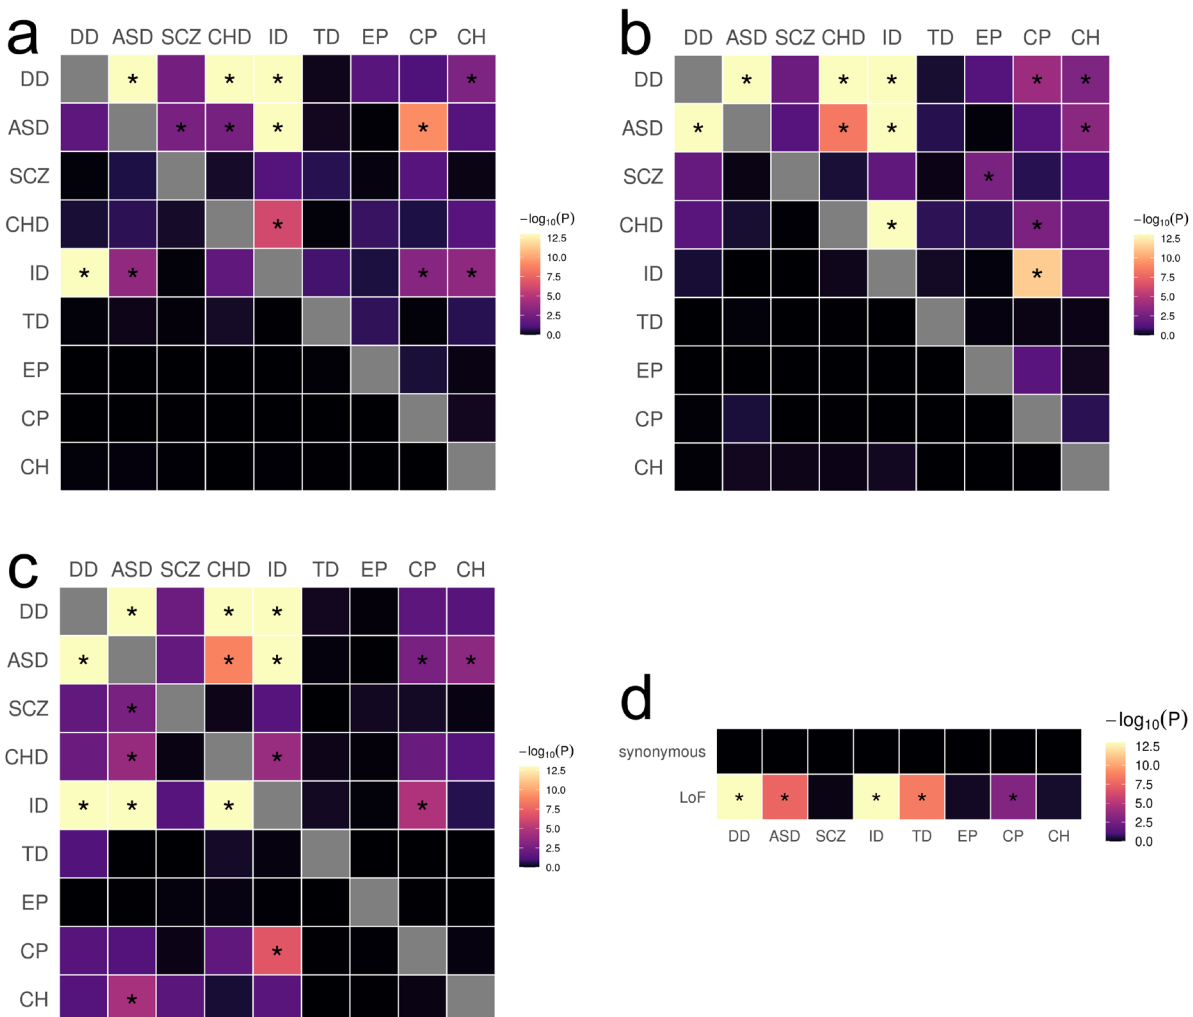 a
DD ASD SCZ CHD ID TD EP CP CH
DD * * * * *
ASD * * * *
SCZ
CHD *
ID * * * *
TD
EP
CP
CH
−log10(P)
12.5
10.0
7.5
5.0
2.5
0.0
b
DD ASD SCZ CHD ID TD EP CP CH
DD * * * * *
ASD * * * *
SCZ *
CHD * *
ID *
TD
EP
CP
CH
−log10(P)
12.5
10.0
7.5
5.0
2.5
0.0
c
DD ASD SCZ CHD ID TD EP CP CH
DD * * *
ASD * * * * *
SCZ *
CHD * *
ID * * * *
TD
EP
CP *
CH *
−log10(P)
12.5
10.0
7.5
5.0
2.5
0.0
d
synonymous
LoF * * * * *
DD ASD SCZ ID TD EP CP CH
−log10(P)
12.5
10.0
7.5
5.0
2.5
0.0